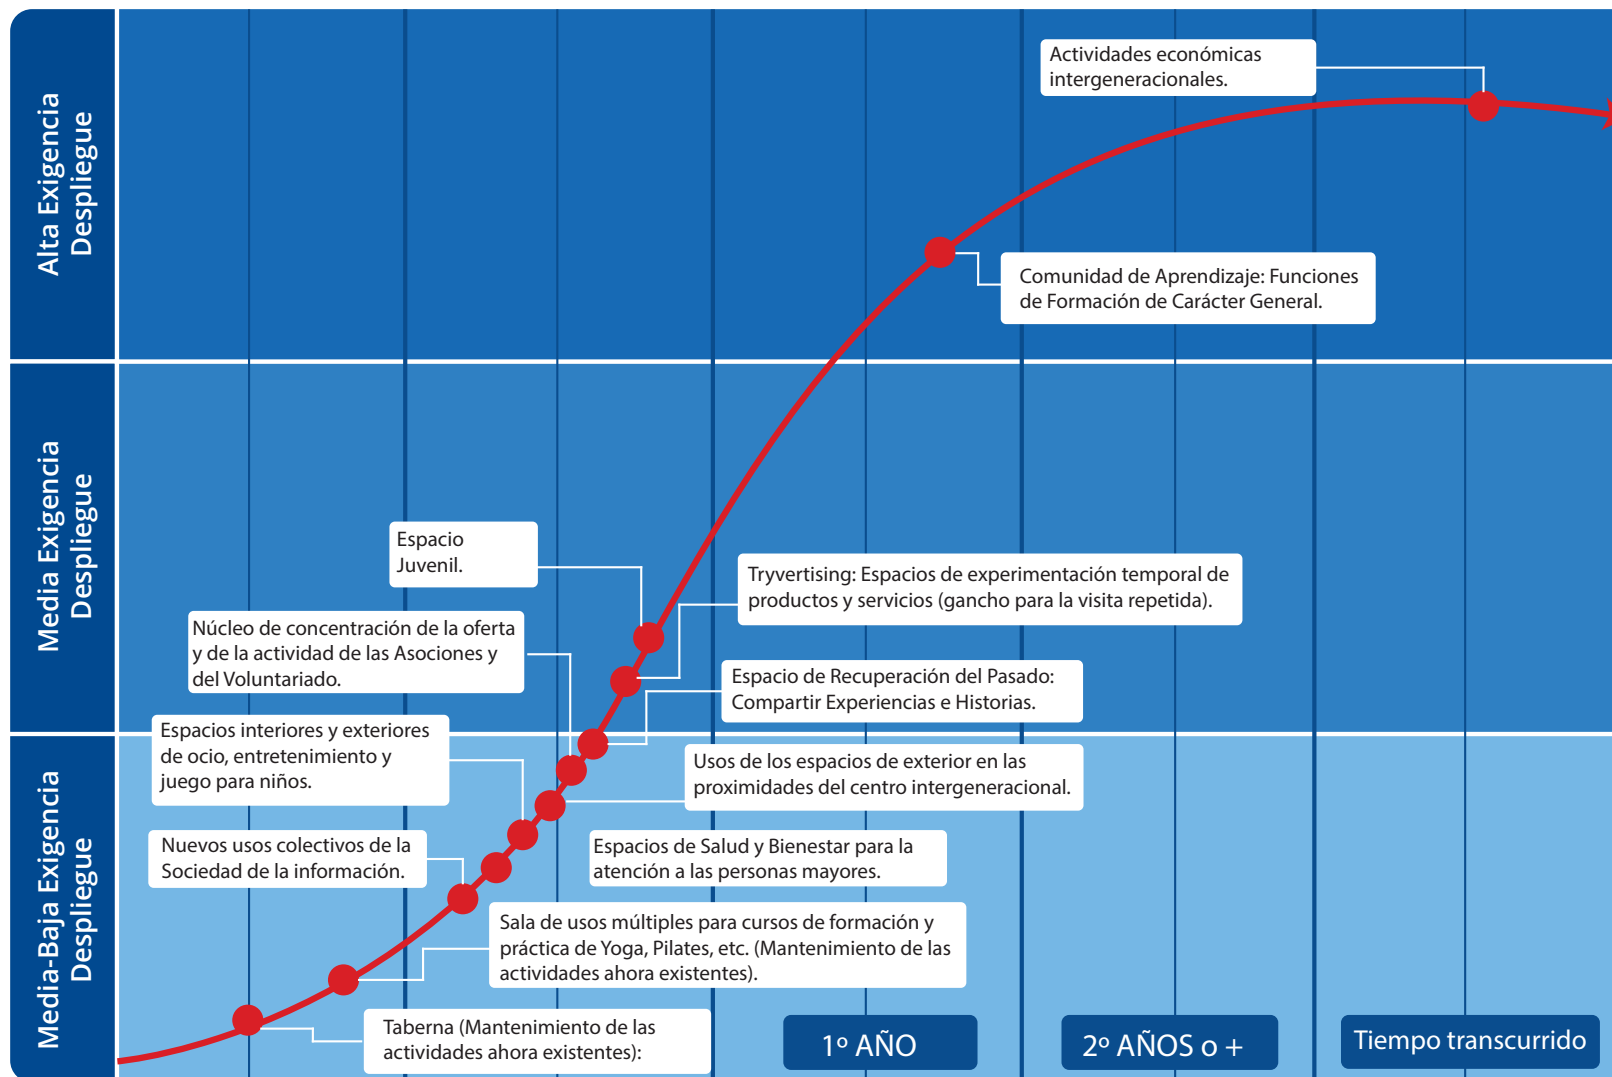 Alta Exigencia
Despliegue
Actividades económicas
intergeneracionales.
Comunidad de Aprendizaje: Funciones
de Formación de Carácter General.
Media Exigencia
Despliegue
Espacio
Juvenil.
Tryvertising: Espacios de experimentación temporal de
productos y servicios (gancho para la visita repetida).
Núcleo de concentración de la oferta
y de la actividad de las Asociones y
del Voluntariado.
Espacio de Recuperación del Pasado:
Compartir Experiencias e Historias.
Media-Baja Exigencia
Despliegue
Espacios interiores y exteriores
de ocio, entretenimiento y
juego para niños.
Usos de los espacios de exterior en las
proximidades del centro intergeneracional.
Nuevos usos colectivos de la
Sociedad de la información.
Espacios de Salud y Bienestar para la
atención a las personas mayores.
Sala de usos múltiples para cursos de formación y
práctica de Yoga, Pilates, etc. (Mantenimiento de las
actividades ahora existentes).
Taberna (Mantenimiento de las
actividades ahora existentes):
1º AÑO
2º AÑOS o +
Tiempo transcurrido